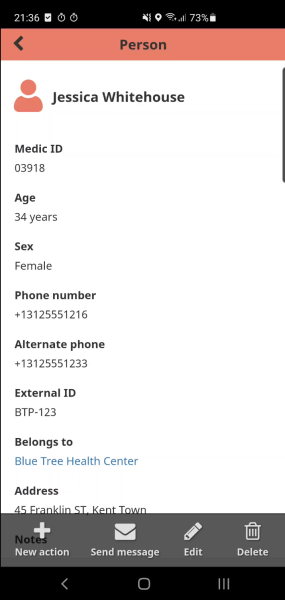 21:36 73%
Person
Jessica Whitehouse
Medic ID
03918
Age
34 years
Sex
Female
Phone number
+13125551216
Alternate phone
+13125551233
External ID
BTP-123
Belongs to
Blue Tree Health Center
Address
45 Franklin ST, Kent Town
Notes
New action Send message Edit Delete